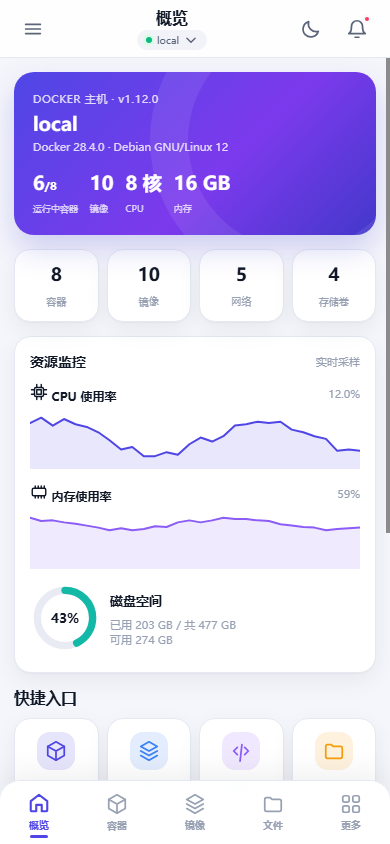 概览
local
DOCKER 主机 · v1.12.0
local
Docker 28.4.0 · Debian GNU/Linux 12
6/8 10 8 核 16 GB
运行中容器 镜像 CPU 内存
8 10 5 4
容器 镜像 网络 存储卷
资源监控 实时采样
CPU 使用率 12.0%
内存使用率 59%
43%
磁盘空间
已用 203 GB / 共 477 GB
可用 274 GB
快捷入口
概览 容器 镜像 文件 更多